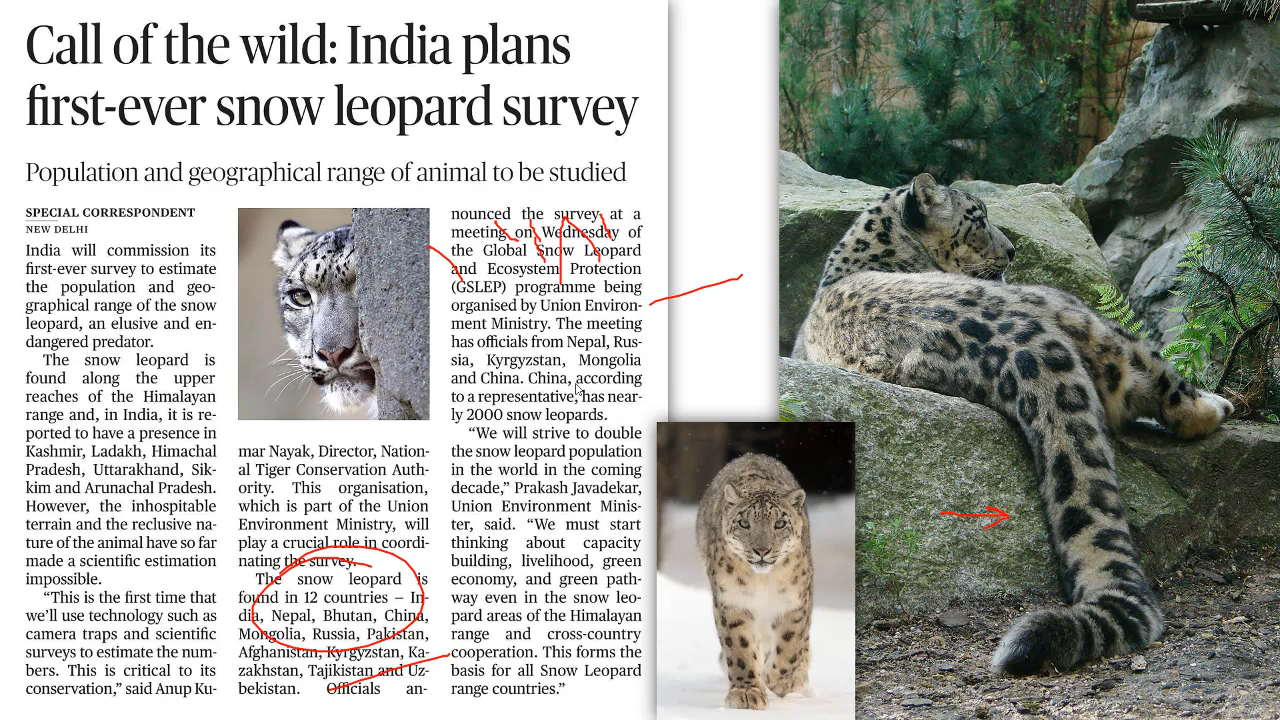 Call of the wild: India plans
first-ever snow leopard survey
Population and geographical range of animal to be studied
SPECIAL CORRESPONDENT
NEW DELHI
India will commission its
first-ever survey to estimate
the population and geo-
graphical range of the snow
leopard, an elusive and en-
dangered predator.
The snow leopard is
found along the upper
reaches of the Himalayan
range and, in India, it is re-
ported to have a presence in
Kashmir, Ladakh, Himachal
Pradesh, Uttarakhand, Sik-
kim and Arunachal Pradesh.
However, the inhospitable
terrain and the reclusive na-
ture of the animal have so far
made a scientific estimation
impossible.
“This is the first time that
we’ll use technology such as
camera traps and scientific
surveys to estimate the num-
bers. This is critical to its
conservation,” said Anup Ku-
mar Nayak, Director, Nation-
al Tiger Conservation Auth-
ority. This organisation,
which is part of the Union
Environment Ministry, will
play a crucial role in coordi-
nating the survey.
The snow leopard is
found in 12 countries – In-
dia, Nepal, Bhutan, China,
Mongolia, Russia, Pakistan,
Afghanistan, Kyrgyzstan, Ka-
zakhstan, Tajikistan and Uz-
bekistan. Officials an-
nounced the survey at a
meeting on Wednesday of
the Global Snow Leopard
and Ecosystem Protection
(GSLEP) programme being
organised by Union Environ-
ment Ministry. The meeting
has officials from Nepal, Rus-
sia, Kyrgyzstan, Mongolia
and China. China, according
to a representative, has near-
ly 2000 snow leopards.
“We will strive to double
the snow leopard population
in the world in the coming
decade,” Prakash Javadekar,
Union Environment Minis-
ter, said. “We must start
thinking about capacity
building, livelihood, green
economy, and green path-
way even in the snow leo-
pard areas of the Himalayan
range and cross-country
cooperation. This forms the
basis for all Snow Leopard
range countries.”